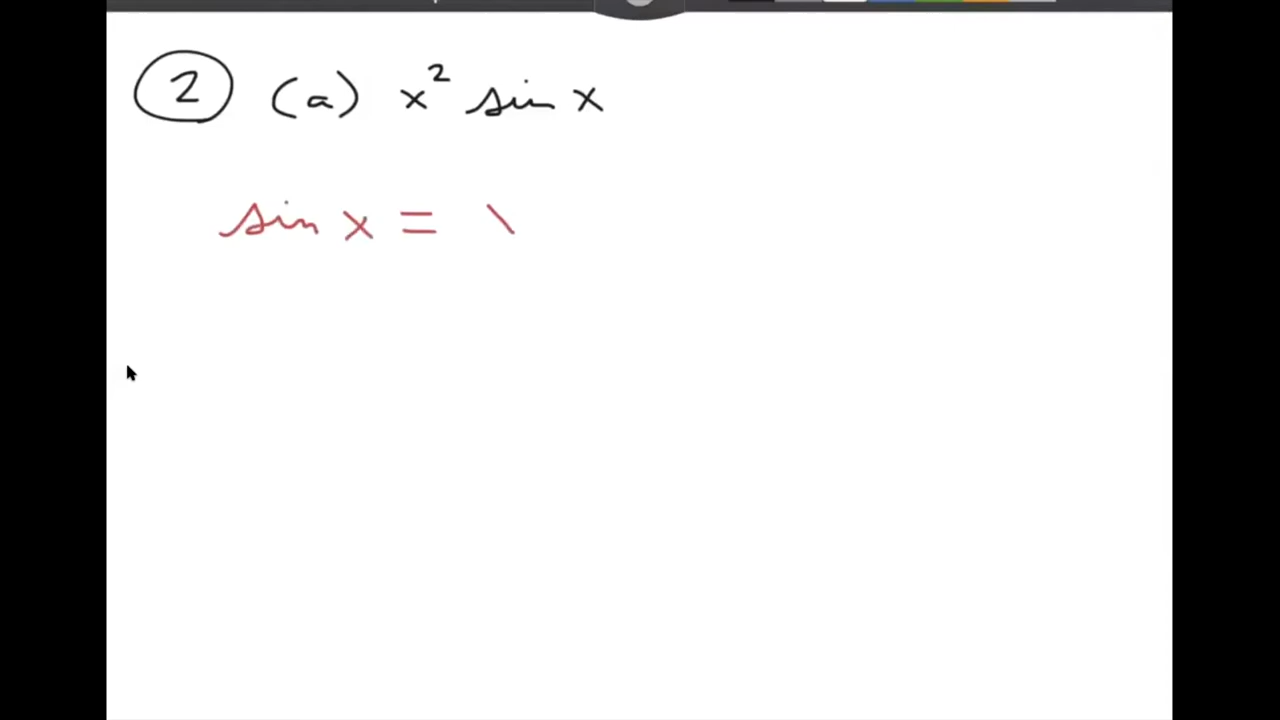 2 (a) x² sin x
sin x = \